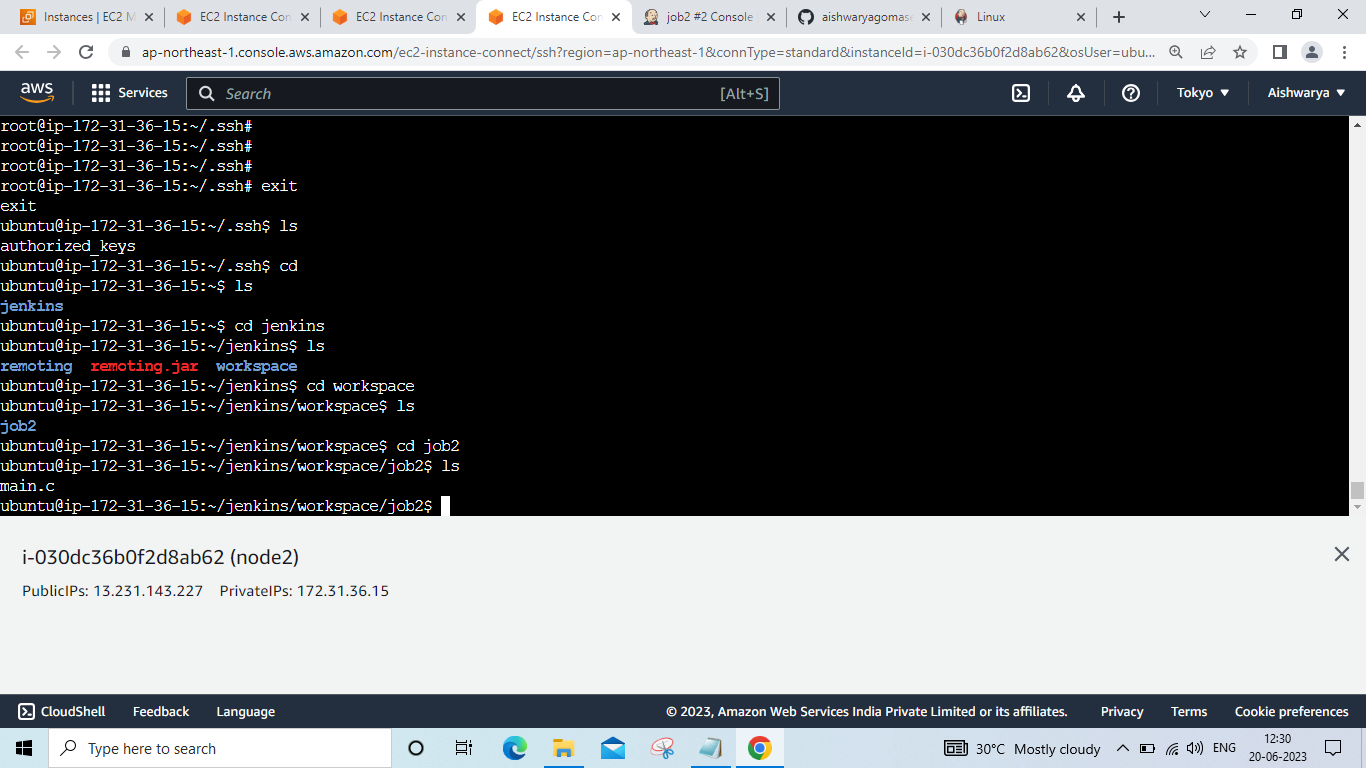 Instances | EC2 M
EC2 Instance Con
EC2 Instance Con
EC2 Instance Con
job2 #2 Console
aishwaryagomase
Linux
ap-northeast-1.console.aws.amazon.com/ec2-instance-connect/ssh?region=ap-northeast-1&connType=standard&instanceId=i-030dc36b0f2d8ab62&osUser=ubu...
aws
Services
Search
[Alt+S]
Tokyo
Aishwarya
root@ip-172-31-36-15:~/.ssh#
root@ip-172-31-36-15:~/.ssh#
root@ip-172-31-36-15:~/.ssh#
root@ip-172-31-36-15:~/.ssh# exit
exit
ubuntu@ip-172-31-36-15:~/.ssh$ ls
authorized_keys
ubuntu@ip-172-31-36-15:~/.ssh$ cd
ubuntu@ip-172-31-36-15:~$ ls
jenkins
ubuntu@ip-172-31-36-15:~$ cd jenkins
ubuntu@ip-172-31-36-15:~/jenkins$ ls
remoting remoting.jar workspace
ubuntu@ip-172-31-36-15:~/jenkins$ cd workspace
ubuntu@ip-172-31-36-15:~/jenkins/workspace$ ls
job2
ubuntu@ip-172-31-36-15:~/jenkins/workspace$ cd job2
ubuntu@ip-172-31-36-15:~/jenkins/workspace/job2$ ls
main.c
ubuntu@ip-172-31-36-15:~/jenkins/workspace/job2$
i-030dc36b0f2d8ab62 (node2)
PublicIPs: 13.231.143.227 PrivateIPs: 172.31.36.15
CloudShell Feedback Language © 2023, Amazon Web Services India Private Limited or its affiliates. Privacy Terms Cookie preferences
Type here to search
30°C Mostly cloudy
ENG
12:30
20-06-2023